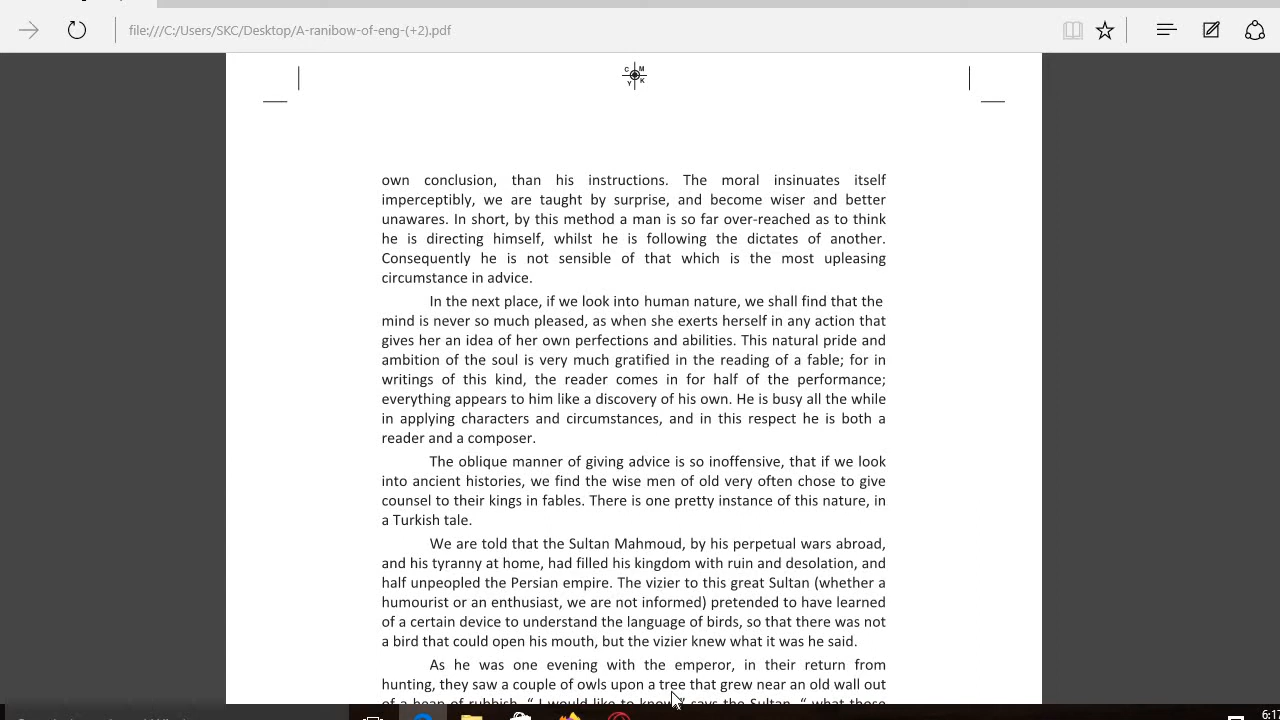 file:///C:/Users/SKC/Desktop/A-ranibow-of-eng-(+2).pdf
C M
Y K
own conclusion, than his instructions. The moral insinuates itself
imperceptibly, we are taught by surprise, and become wiser and better
unawares. In short, by this method a man is so far over-reached as to think
he is directing himself, whilst he is following the dictates of another.
Consequently he is not sensible of that which is the most upleasing
circumstance in advice.
In the next place, if we look into human nature, we shall find that the
mind is never so much pleased, as when she exerts herself in any action that
gives her an idea of her own perfections and abilities. This natural pride and
ambition of the soul is very much gratified in the reading of a fable; for in
writings of this kind, the reader comes in for half of the performance;
everything appears to him like a discovery of his own. He is busy all the while
in applying characters and circumstances, and in this respect he is both a
reader and a composer.
The oblique manner of giving advice is so inoffensive, that if we look
into ancient histories, we find the wise men of old very often chose to give
counsel to their kings in fables. There is one pretty instance of this nature, in
a Turkish tale.
We are told that the Sultan Mahmoud, by his perpetual wars abroad,
and his tyranny at home, had filled his kingdom with ruin and desolation, and
half unpeopled the Persian empire. The vizier to this great Sultan (whether a
humourist or an enthusiast, we are not informed) pretended to have learned
of a certain device to understand the language of birds, so that there was not
a bird that could open his mouth, but the vizier knew what it was he said.
As he was one evening with the emperor, in their return from
hunting, they saw a couple of owls upon a tree that grew near an old wall out
of a heap of rubbish. “ I would like to know,” says the Sultan, “ what those
6:17